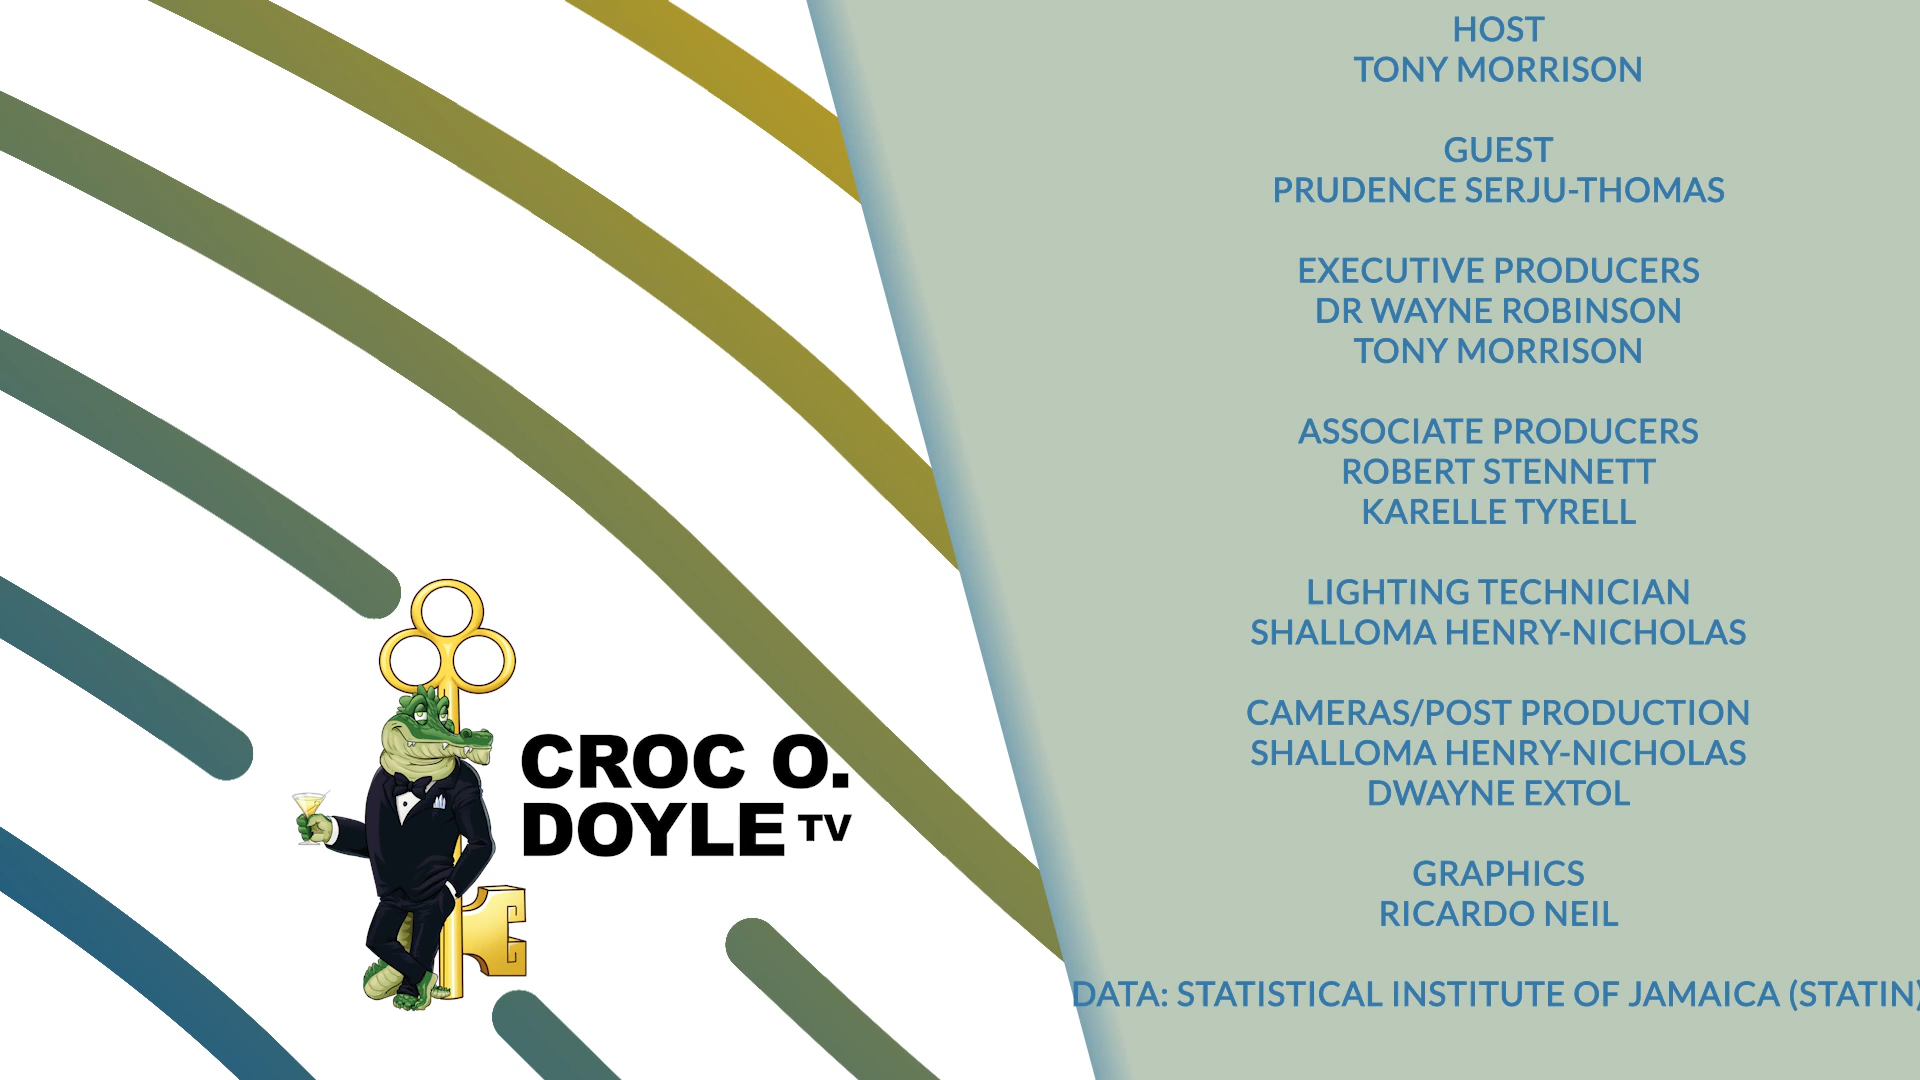 HOST
TONY MORRISON
GUEST
PRUDENCE SERJU-THOMAS
EXECUTIVE PRODUCERS
DR WAYNE ROBINSON
TONY MORRISON
ASSOCIATE PRODUCERS
ROBERT STENNETT
KARELLE TYRELL
LIGHTING TECHNICIAN
SHALLOMA HENRY-NICHOLAS
CAMERAS/POST PRODUCTION
SHALLOMA HENRY-NICHOLAS
DWAYNE EXTOL
GRAPHICS
RICARDO NEIL
DATA: STATISTICAL INSTITUTE OF JAMAICA (STATIN)
CROC O.
DOYLE TV